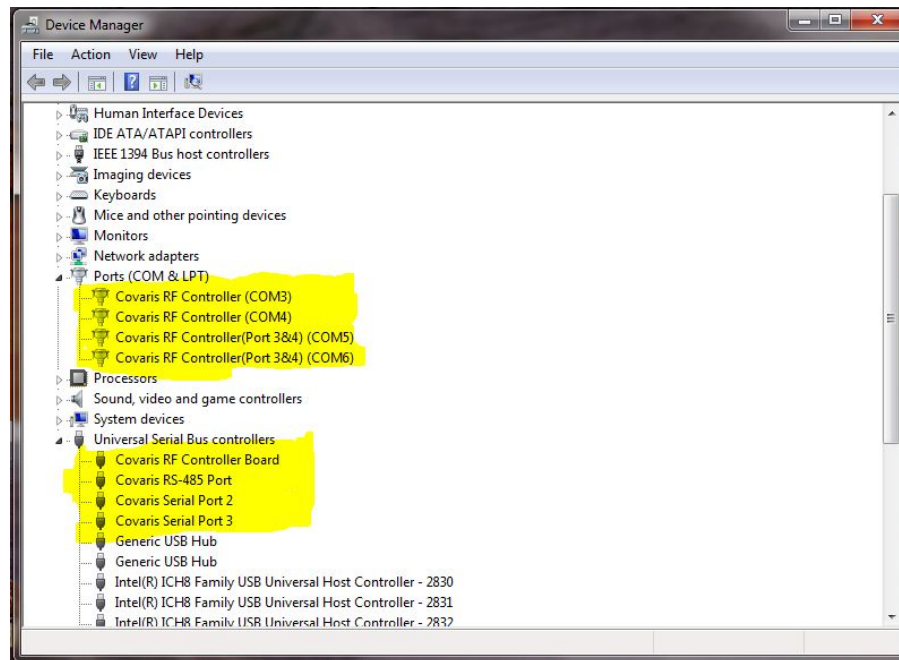 Device Manager
File Action View Help
Human Interface Devices
IDE ATA/ATAPI controllers
IEEE 1394 Bus host controllers
Imaging devices
Keyboards
Mice and other pointing devices
Monitors
Network adapters
Ports (COM & LPT)
Covaris RF Controller (COM3)
Covaris RF Controller (COM4)
Covaris RF Controller(Port 3&4) (COM5)
Covaris RF Controller(Port 3&4) (COM6)
Processors
Sound, video and game controllers
System devices
Universal Serial Bus controllers
Covaris RF Controller Board
Covaris RS-485 Port
Covaris Serial Port 2
Covaris Serial Port 3
Generic USB Hub
Generic USB Hub
Intel(R) ICH8 Family USB Universal Host Controller - 2830
Intel(R) ICH8 Family USB Universal Host Controller - 2831
Intel(R) ICH8 Family USB Universal Host Controller - 2832